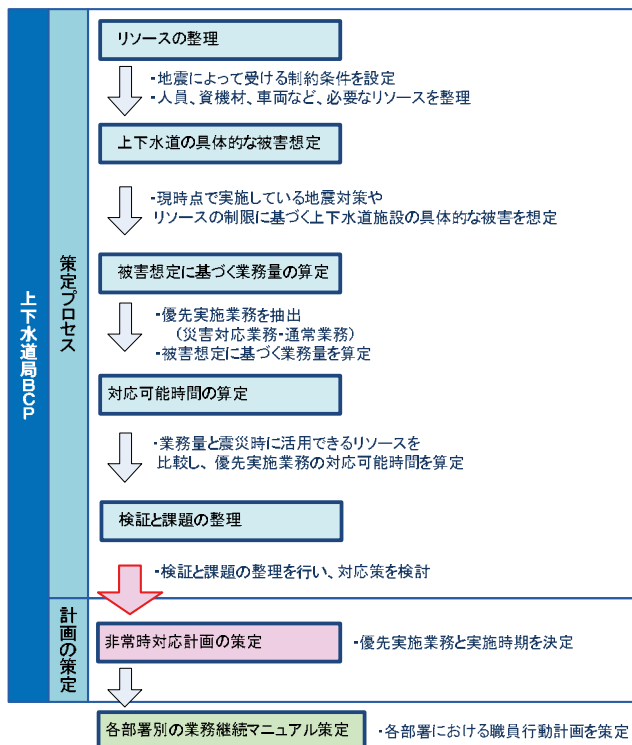 上下水道局BCP
策定プロセス
リソースの整理
・地震によって受ける制約条件を設定
・人員、資機材、車両など、必要なリソースを整理
上下水道の具体的な被害想定
・現時点で実施している地震対策や
リソースの制限に基づく上下水道施設の具体的な被害を想定
被害想定に基づく業務量の算定
・優先実施業務を抽出
(災害対応業務・通常業務)
・被害想定に基づく業務量を算定
対応可能時間の算定
・業務量と震災時に活用できるリソースを
比較し、優先実施業務の対応可能時間を算定
検証と課題の整理
・検証と課題の整理を行い、対応策を検討
計画の策定
非常時対応計画の策定
・優先実施業務と実施時期を決定
各部署別の業務継続マニュアル策定
・各部署における職員行動計画を策定